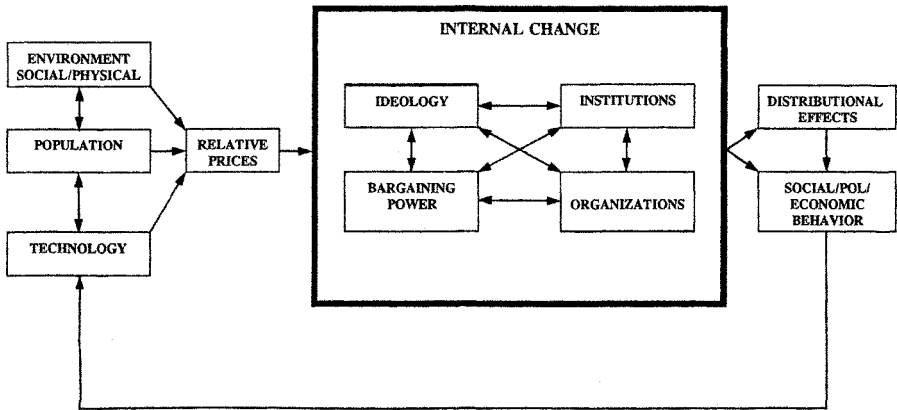 INTERNAL CHANGE
ENVIRONMENT
SOCIAL/PHYSICAL
POPULATION
TECHNOLOGY
RELATIVE
PRICES
IDEOLOGY
INSTITUTIONS
BARGAINING
POWER
ORGANIZATIONS
DISTRIBUTIONAL
EFFECTS
SOCIAL/POL/
ECONOMIC
BEHAVIOR